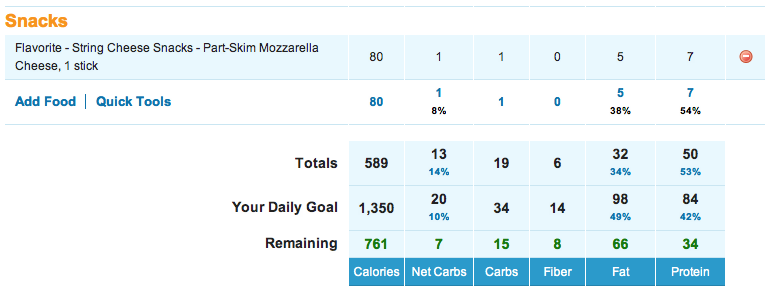 Snacks
Flavorite - String Cheese Snacks - Part-Skim Mozzarella
Cheese, 1 stick
80 1 1 0 5 7
Add Food | Quick Tools 80 1 1 0 5 7
8% 38% 54%
Totals 589 13 19 6 32 50
14% 34% 53%
Your Daily Goal 1,350 20 34 14 98 84
10% 49% 42%
Remaining 761 7 15 8 66 34
Calories Net Carbs Carbs Fiber Fat Protein